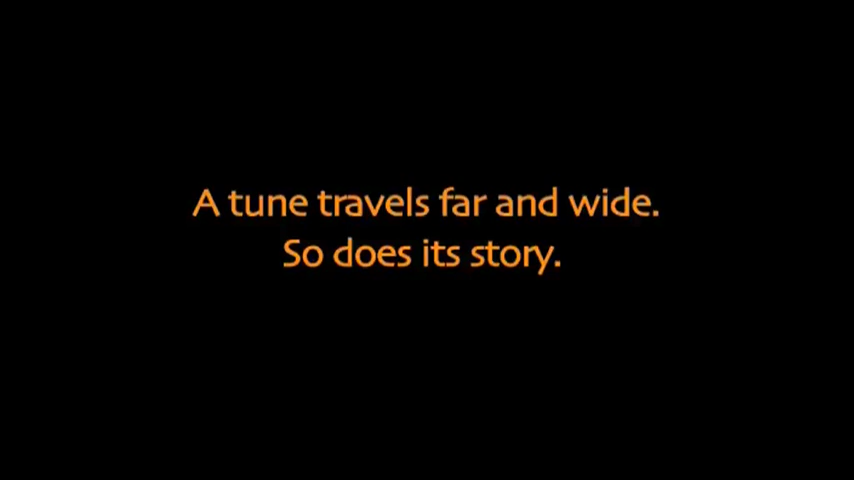 A tune travels far and wide.
So does its story.